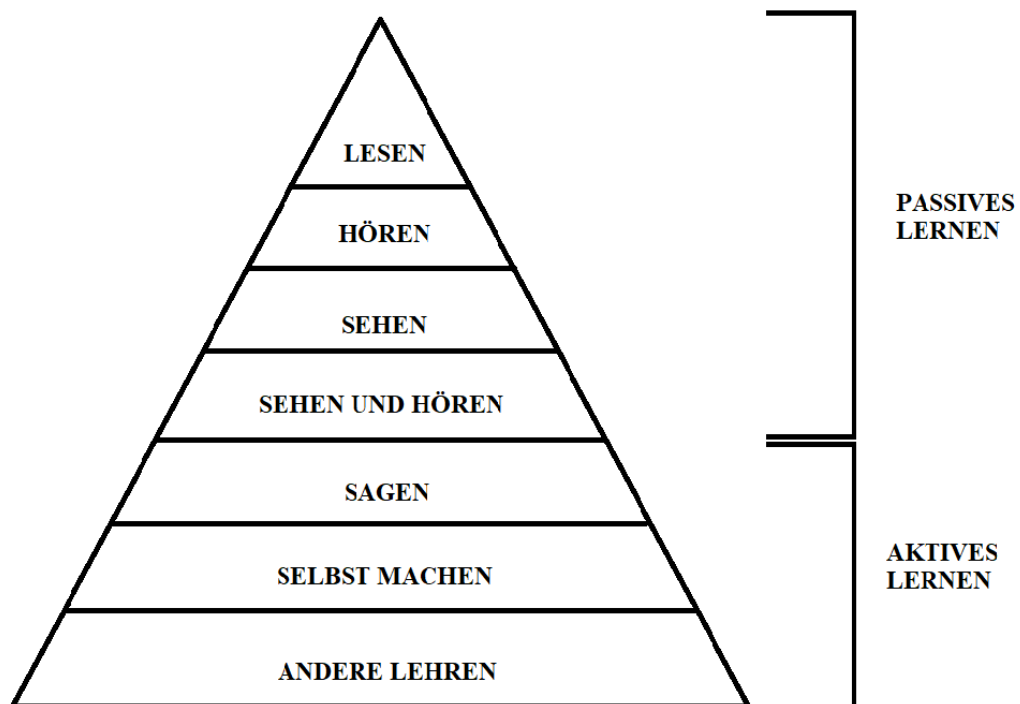 LESEN
HÖREN
SEHEN
SEHEN UND HÖREN
SAGEN
SELBST MACHEN
ANDERE LEHREN
PASSIVES
LERNEN
AKTIVES
LERNEN